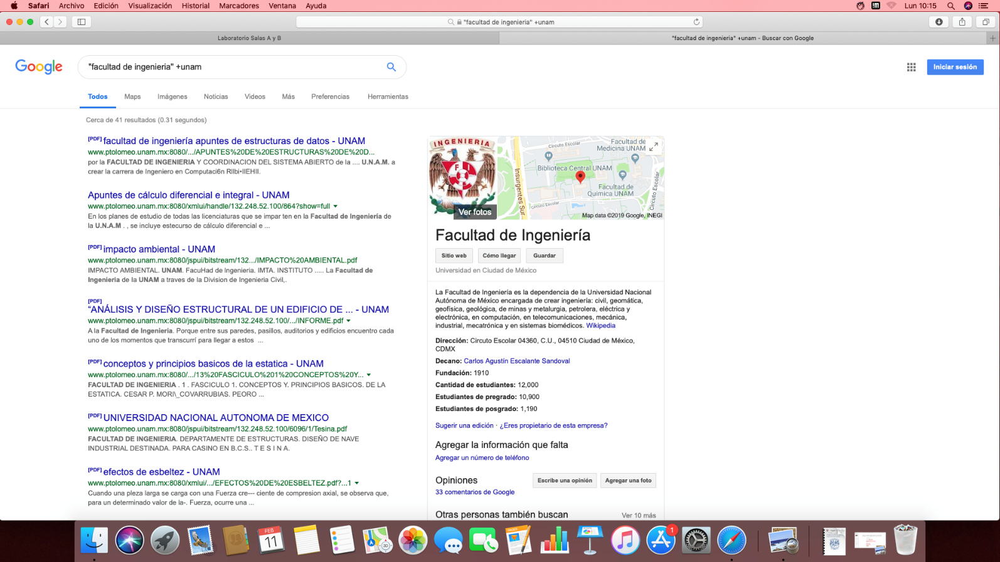 Safari Archivo Edición Visualización Historial Marcadores Ventana Ayuda Lun 10:15
"facultad de ingenieria" +unam
Laboratorio Salas A y B
"facultad de ingenieria" +unam - Buscar con Google
Google
"facultad de ingenieria" +unam
Iniciar sesión
Todos Maps Imágenes Noticias Videos Más Preferencias Herramientas
Cerca de 41 resultados (0.31 segundos)
[PDF] facultad de ingeniería apuntes de estructuras de datos - UNAM
www.ptolomeo.unam.mx:8080/.../APUNTES%20DE%20ESTRUCTURAS%20DE%20D...
por la FACULTAD DE INGENIERIA Y COORDINACION DEL SISTEMA ABIERTO de la .... U.N.A.M. a
crear la carrera de Ingeniero en Computaci6n Rllbi•lIEHII.
Apuntes de cálculo diferencial e integral - UNAM
www.ptolomeo.unam.mx:8080/xmlui/handle/132.248.52.100/864?show=full
En los planes de estudio de todas las licenciaturas que se impar ten en la Facultad de Ingeniería de
la U.N.A.M . , se incluye estecurso de cálculo diferencial e ...
[PDF] impacto ambiental - UNAM
www.ptolomeo.unam.mx:8080/jspui/bitstream/132.../IMPACTO%20AMBIENTAL.pdf
IMPACTO AMBIENTAL. UNAM. FacuHad de Ingenieria. IMTA. INSTITUTO ..... La Facultad de
Ingenieria de la UNAM a traves de la Division de Ingenieria Civil,.
[PDF]
"ANÁLISIS Y DISEÑO ESTRUCTURAL DE UN EDIFICIO DE ... - UNAM
www.ptolomeo.unam.mx:8080/jspui/bitstream/132.248.52.100/.../INFORME.pdf
A la Facultad de Ingenieria. Porque entre sus paredes, pasillos, auditorios y edificios encuentro cada
uno de los momentos que transcurrí para llegar a estos ...
[PDF] conceptos y principios basicos de la estatica - UNAM
www.ptolomeo.unam.mx:8080/.../13%20FASCICULO%201%20CONCEPTOS%20Y...
FACULTAD DE INGENIERIA . 1 . FASCICULO 1. CONCEPTOS Y. PRINCIPIOS BASICOS. DE LA
ESTATICA. CESAR P. MORI\_COVARRUBIAS. PEORO ...
[PDF] UNIVERSIDAD NACIONAL AUTONOMA DE MEXICO
www.ptolomeo.unam.mx:8080/jspui/bitstream/132.248.52.100/6096/1/Tesina.pdf
FACULTAD DE INGENIERIA. DEPARTAMENTE DE ESTRUCTURAS. DISEÑO DE NAVE
INDUSTRIAL DESTINADA. PARA CASINO EN B.C.S.. T E S I N A.
[PDF] efectos de esbeltez - UNAM
www.ptolomeo.unam.mx:8080/xmlui/.../EFECTOS%20DE%20ESBELTEZ.pdf?...1
Cuando una pleza larga se carga con una Fuerza cre--- ciente de compresion axial, se observa que,
para un determinado valor de la-. Fuerza, ocurre una ...
INGENIERIA
F I
Ver fotos
Circuito Escolar
Facultad de
Medicina UNAM
Biblioteca Central UNAM
Insurgentes Sur
Facultad de
Química UNAM
Circuito Escolar
Circuito Escolar
Map data ©2019 Google, INEGI
Facultad de Ingeniería
Sitio web Cómo llegar Guardar
Universidad en Ciudad de México
La Facultad de Ingeniería es la dependencia de la Universidad Nacional
Autónoma de México encargada de crear ingeniería: civil, geomática,
geofísica, geológica, de minas y metalurgia, petrolera, eléctrica y
electrónica, en computación, en telecomunicaciones, mecánica,
industrial, mecatrónica y en sistemas biomédicos. Wikipedia
Dirección: Circuto Escolar 04360, C.U., 04510 Ciudad de México,
CDMX
Decano: Carlos Agustín Escalante Sandoval
Fundación: 1910
Cantidad de estudiantes: 12,000
Estudiantes de pregrado: 10,900
Estudiantes de posgrado: 1,190
Sugerir una edición · ¿Eres propietario de esta empresa?
Agregar la información que falta
Agregar un número de teléfono
Opiniones
Escribe una opinión Agregar una foto
33 comentarios de Google
Otras personas también buscan Ver 10 más
FEB
11
3D
PAGES
1